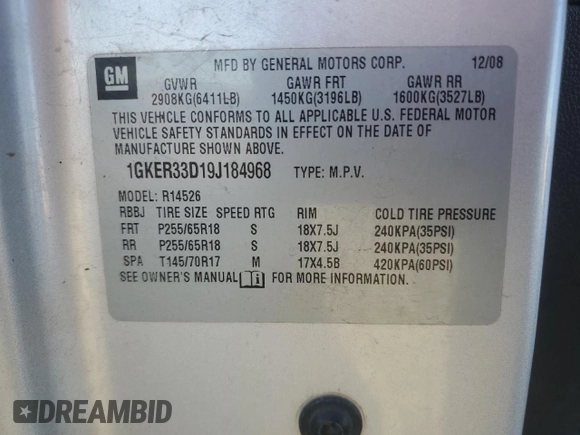 GM
MFD BY GENERAL MOTORS CORP. 12/08
GVWR GAWR FRT GAWR RR
2908KG(6411LB) 1450KG(3196LB) 1600KG(3527LB)
THIS VEHICLE CONFORMS TO ALL APPLICABLE U.S. FEDERAL MOTOR
VEHICLE SAFETY STANDARDS IN EFFECT ON THE DATE OF
MANUFACTURE SHOWN ABOVE.
1GKER33D19J184968 TYPE: M.P.V.
MODEL: R14526
RBBJ TIRE SIZE SPEED RTG RIM COLD TIRE PRESSURE
FRT P255/65R18 S 18X7.5J 240KPA(35PSI)
RR P255/65R18 S 18X7.5J 240KPA(35PSI)
SPA T145/70R17 M 17X4.5B 420KPA(60PSI)
SEE OWNER'S MANUAL i FOR MORE INFORMATION.
DREAMBID